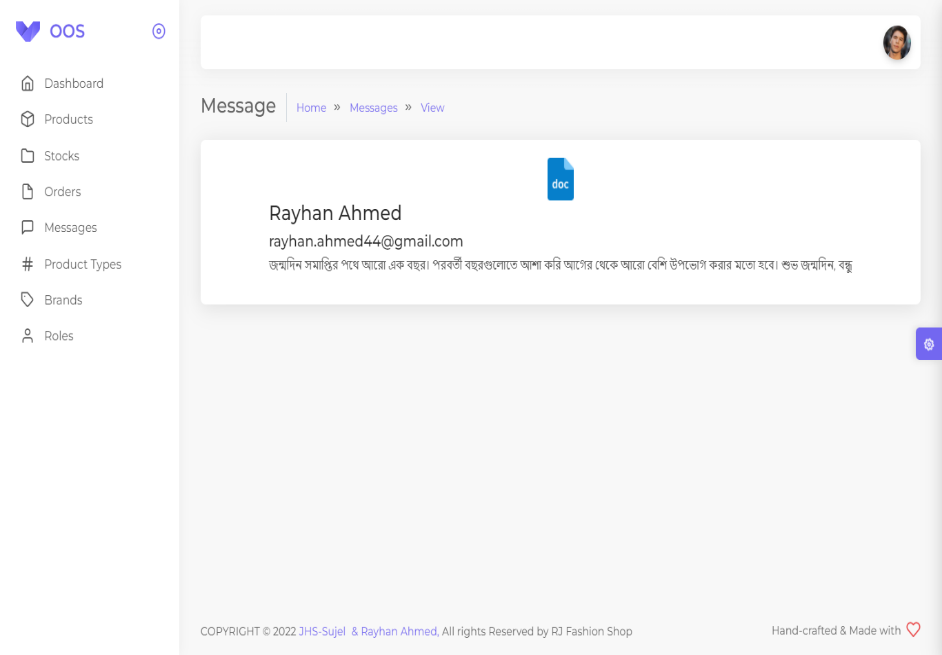 OOS
Dashboard
Products
Stocks
Orders
Messages
Product Types
Brands
Roles
Message
Home » Messages » View
doc
Rayhan Ahmed
rayhan.ahmed44@gmail.com
জন্মদিন সমাপ্তির পথে আরো এক বছর। পরবর্তী বছরগুলোতে আশা করি আগের থেকে আরো বেশি উপভোগ করার মতো হবে। শুভ জন্মদিন, বন্ধু
COPYRIGHT © 2022 JHS-Sujel & Rayhan Ahmed, All rights Reserved by RJ Fashion Shop
Hand-crafted & Made with